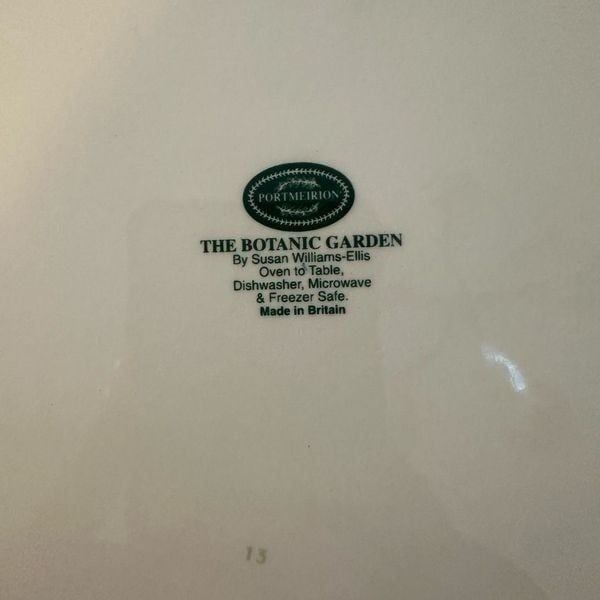 PORTMEIRION
THE BOTANIC GARDEN
By Susan Williams-Ellis
Oven to Table,
Dishwasher, Microwave
& Freezer Safe.
Made in Britain
13